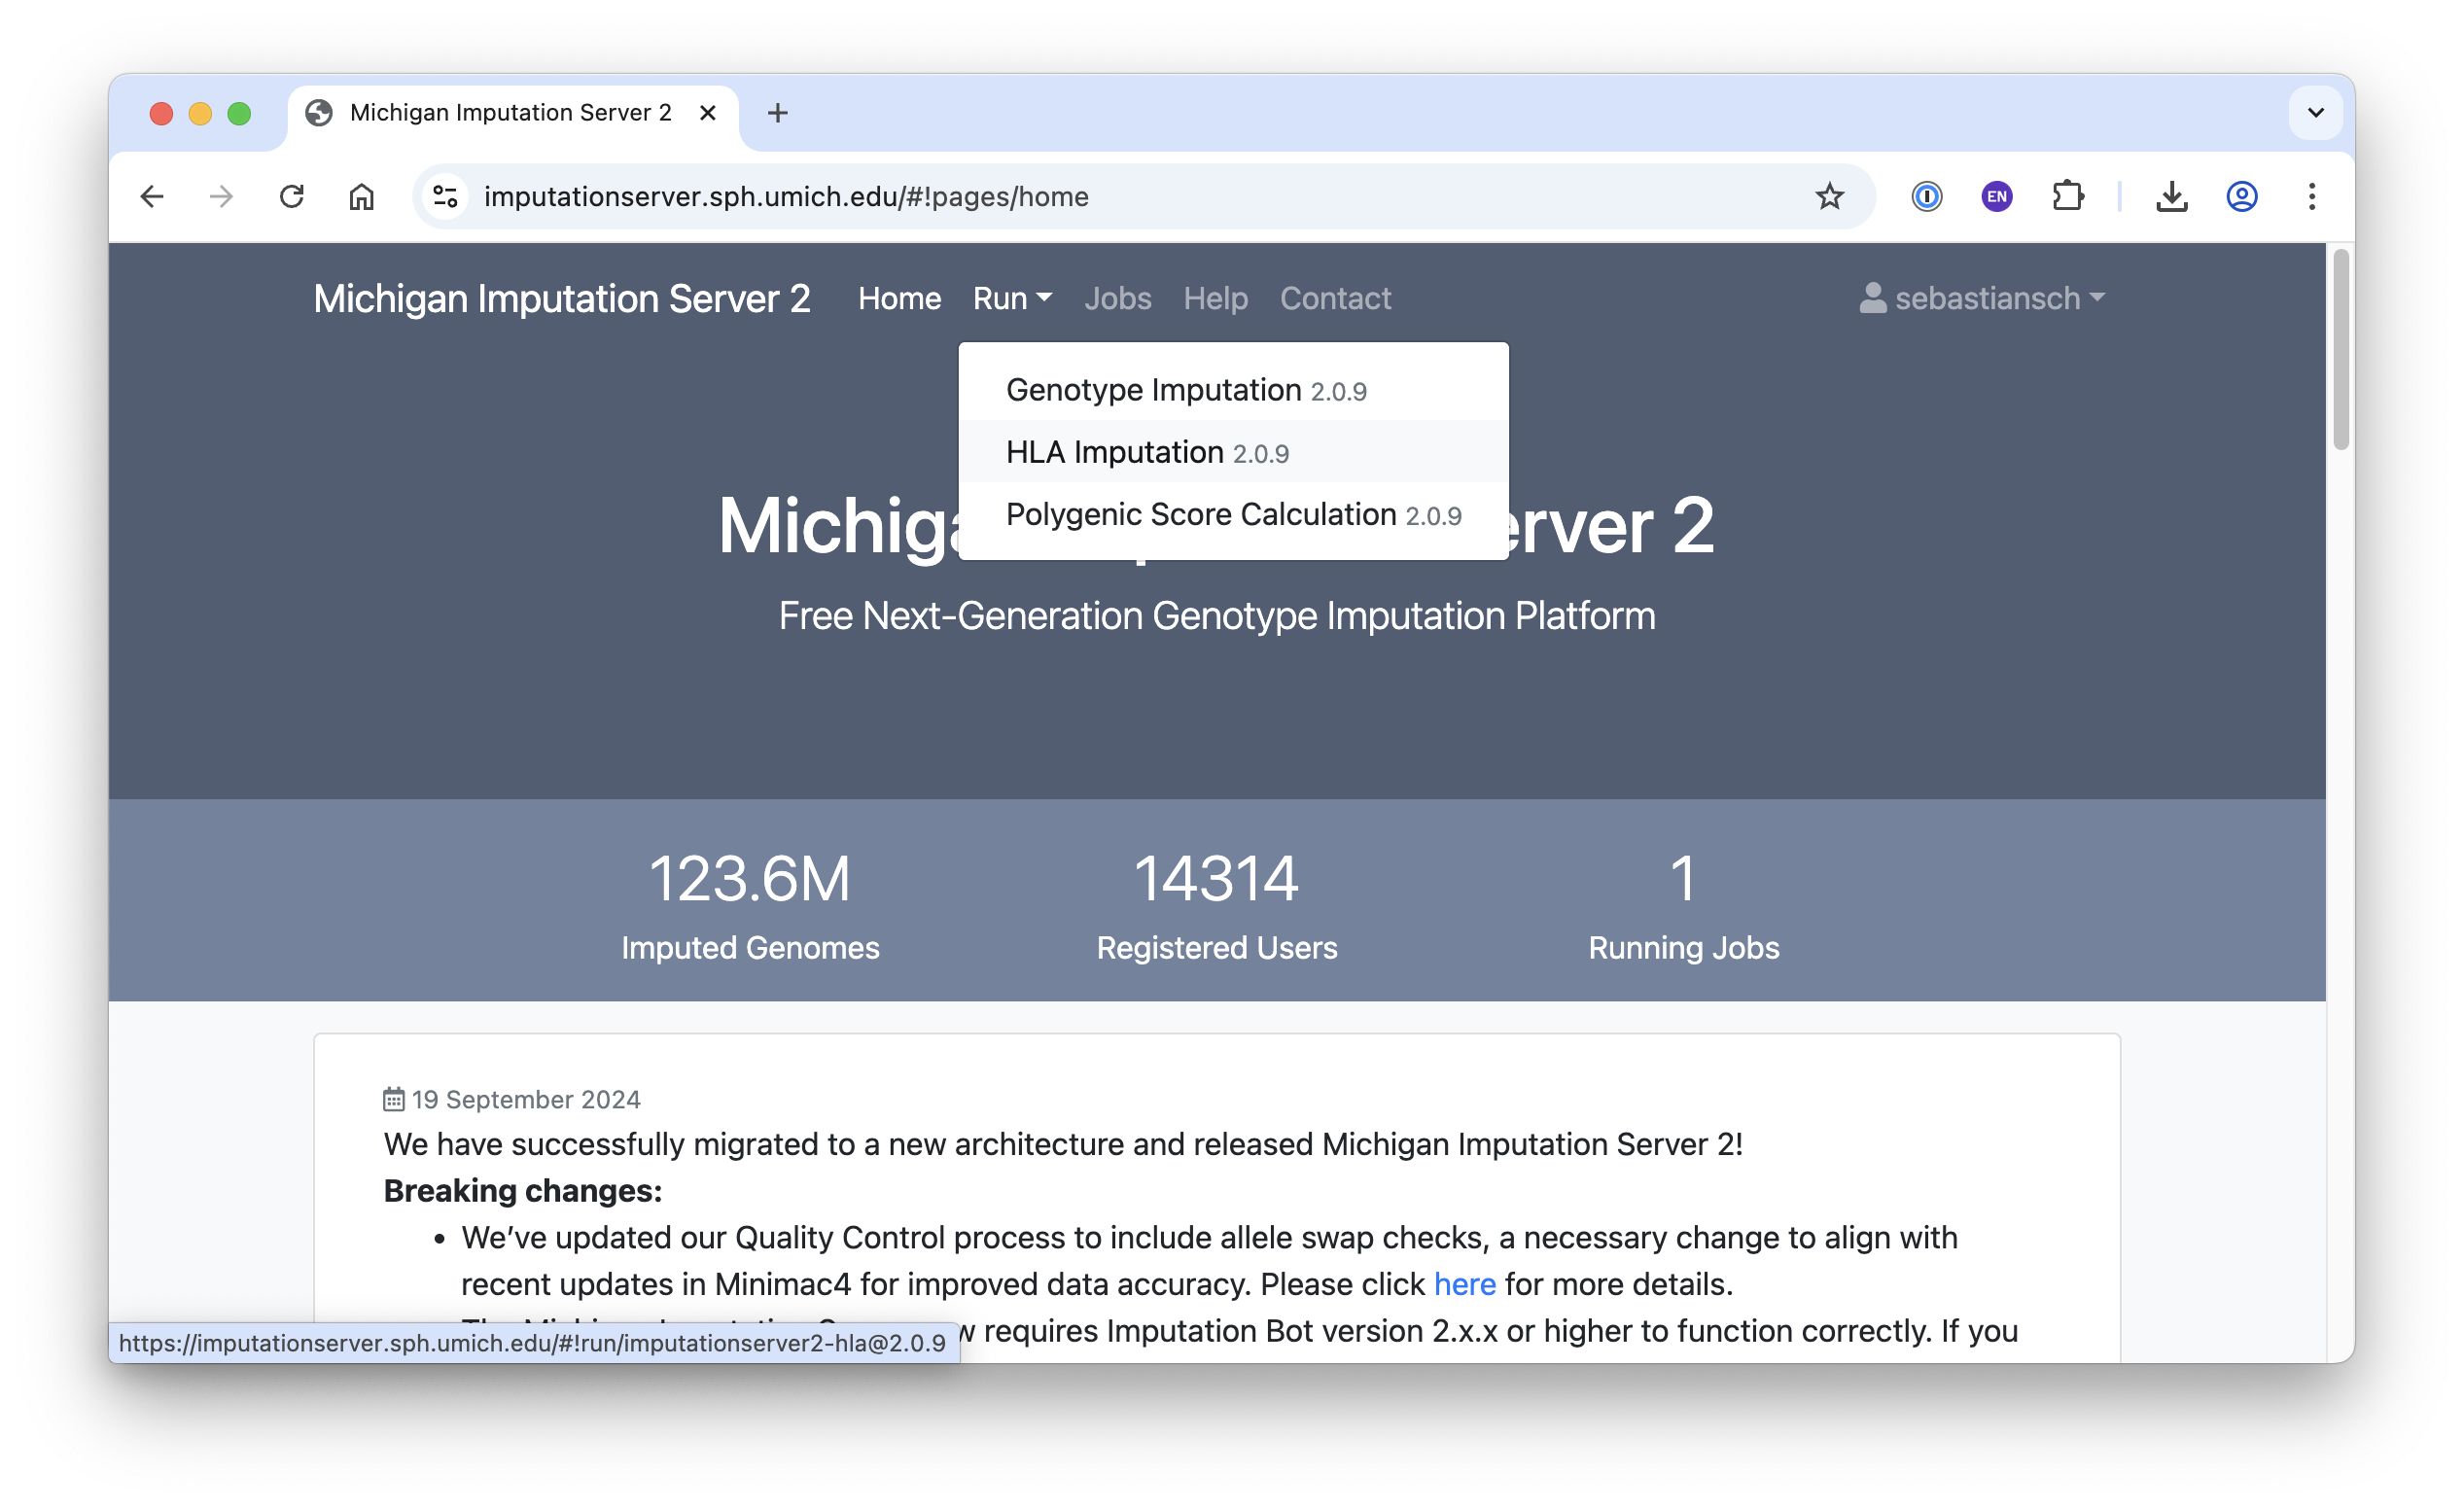 Michigan Imputation Server 2
imputationserver.sph.umich.edu/#!pages/home
EN
Michigan Imputation Server 2 Home Run Jobs Help Contact sebastiansch
Genotype Imputation 2.0.9
HLA Imputation 2.0.9
Polygenic Score Calculation 2.0.9
Server 2
Free Next-Generation Genotype Imputation Platform
123.6M 14314 1
Imputed Genomes Registered Users Running Jobs
19 September 2024
We have successfully migrated to a new architecture and released Michigan Imputation Server 2!
Breaking changes:
• We’ve updated our Quality Control process to include allele swap checks, a necessary change to align with
recent updates in Minimac4 for improved data accuracy. Please click here for more details.
requires Imputation Bot version 2.x.x or higher to function correctly. If you
https://imputationserver.sph.umich.edu/#!run/imputationserver2-hla@2.0.9